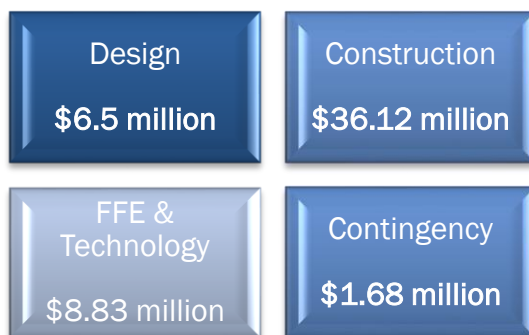 Design
$6.5 million
Construction
$36.12 million
FFE &
Technology
$8.83 million
Contingency
$1.68 million